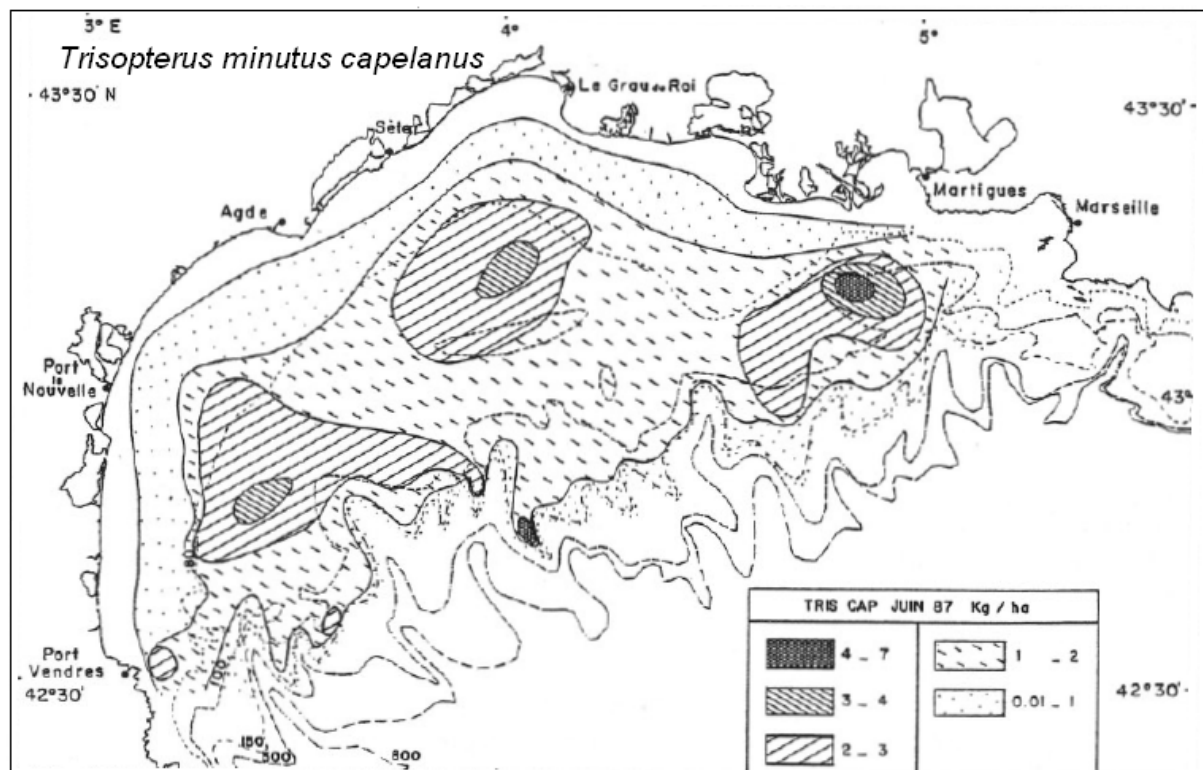 3° E
4°
5°
Trisopterus minutus capelanus
43°30' N
43°30'
Le Grau du Roi
Sète
Martigues
Marseille
Agde
Port
la
Nouvelle
43°
Port
Vendres
42°30'
42°30'
100
150
500
800
TRIS CAP JUIN 87 Kg / ha
4 _ 7
3 _ 4
2 _ 3
1 _ 2
0.01 _ 1